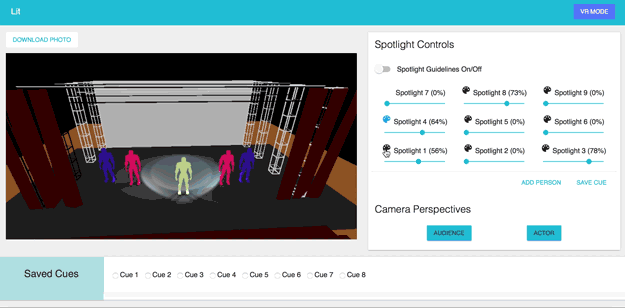 Lit
VR MODE
DOWNLOAD PHOTO
Spotlight Controls
Spotlight Guidelines On/Off
Spotlight 7 (0%) Spotlight 8 (73%) Spotlight 9 (0%)
Spotlight 4 (64%) Spotlight 5 (0%) Spotlight 6 (0%)
Spotlight 1 (56%) Spotlight 2 (0%) Spotlight 3 (78%)
ADD PERSON SAVE CUE
Camera Perspectives
AUDIENCE ACTOR
Saved Cues
Cue 1 Cue 2 Cue 3 Cue 4 Cue 5 Cue 6 Cue 7 Cue 8